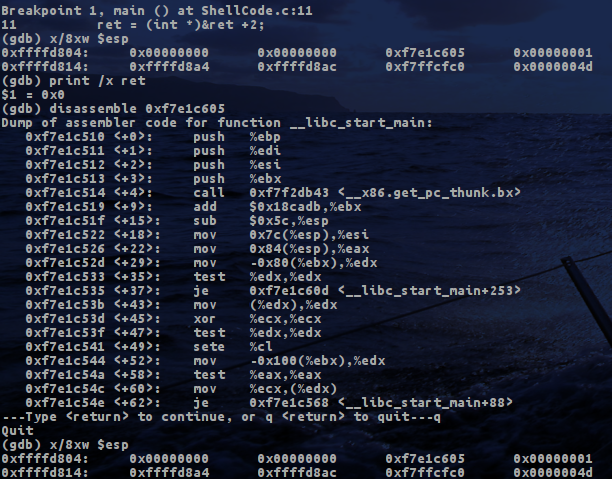 Breakpoint 1, main () at ShellCode.c:11
11        ret = (int *)&ret +2;
(gdb) x/8xw $esp
0xffffd804:     0x00000000      0x00000000      0xf7e1c605      0x00000001
0xffffd814:     0xffffd8a4      0xffffd8ac      0xf7ffcfc0      0x0000004d
(gdb) print /x ret
$1 = 0x0
(gdb) disassemble 0xf7e1c605
Dump of assembler code for function __libc_start_main:
   0xf7e1c510 <+0>:     push   %ebp
   0xf7e1c511 <+1>:     push   %edi
   0xf7e1c512 <+2>:     push   %esi
   0xf7e1c513 <+3>:     push   %ebx
   0xf7e1c514 <+4>:     call   0xf7f2db43 <__x86.get_pc_thunk.bx>
   0xf7e1c519 <+9>:     add    $0x18cadb,%ebx
   0xf7e1c51f <+15>:    sub    $0x5c,%esp
   0xf7e1c522 <+18>:    mov    0x7c(%esp),%esi
   0xf7e1c526 <+22>:    mov    0x84(%esp),%eax
   0xf7e1c52d <+29>:    mov    -0x80(%ebx),%edx
   0xf7e1c533 <+35>:    test   %edx,%edx
   0xf7e1c535 <+37>:    je     0xf7e1c60d <__libc_start_main+253>
   0xf7e1c53b <+43>:    mov    (%edx),%edx
   0xf7e1c53d <+45>:    xor    %ecx,%ecx
   0xf7e1c53f <+47>:    test   %edx,%edx
   0xf7e1c541 <+49>:    sete   %cl
   0xf7e1c544 <+52>:    mov    -0x100(%ebx),%edx
   0xf7e1c54a <+58>:    test   %eax,%eax
   0xf7e1c54c <+60>:    mov    %ecx,(%edx)
   0xf7e1c54e <+62>:    je     0xf7e1c568 <__libc_start_main+88>
---Type <return> to continue, or q <return> to quit---q
Quit
(gdb) x/8xw $esp
0xffffd804:     0x00000000      0x00000000      0xf7e1c605      0x00000001
0xffffd814:     0xffffd8a4      0xffffd8ac      0xf7ffcfc0      0x0000004d